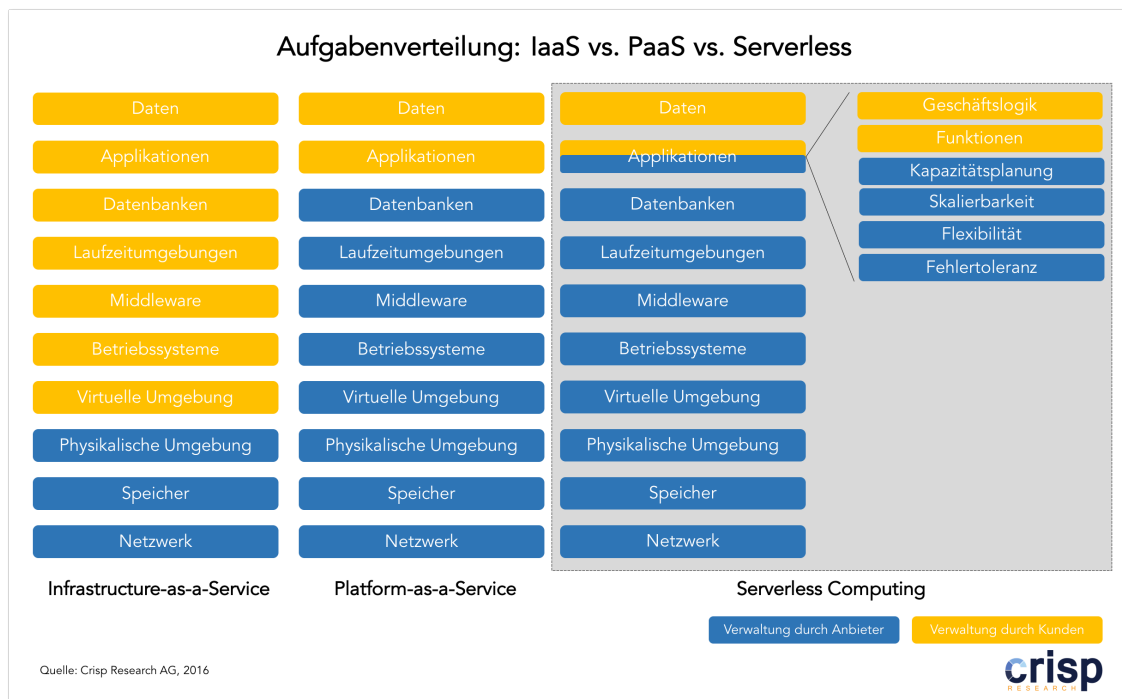 Aufgabenverteilung: IaaS vs. PaaS vs. Serverless
Daten
Applikationen
Datenbanken
Laufzeitumgebungen
Middleware
Betriebssysteme
Virtuelle Umgebung
Physikalische Umgebung
Speicher
Netzwerk
Infrastructure-as-a-Service
Daten
Applikationen
Datenbanken
Laufzeitumgebungen
Middleware
Betriebssysteme
Virtuelle Umgebung
Physikalische Umgebung
Speicher
Netzwerk
Platform-as-a-Service
Daten
Applikationen
Datenbanken
Laufzeitumgebungen
Middleware
Betriebssysteme
Virtuelle Umgebung
Physikalische Umgebung
Speicher
Netzwerk
Geschäftslogik
Funktionen
Kapazitätsplanung
Skalierbarkeit
Flexibilität
Fehlertoleranz
Serverless Computing
Verwaltung durch Anbieter
Verwaltung durch Kunden
Quelle: Crisp Research AG, 2016
crisp
RESEARCH